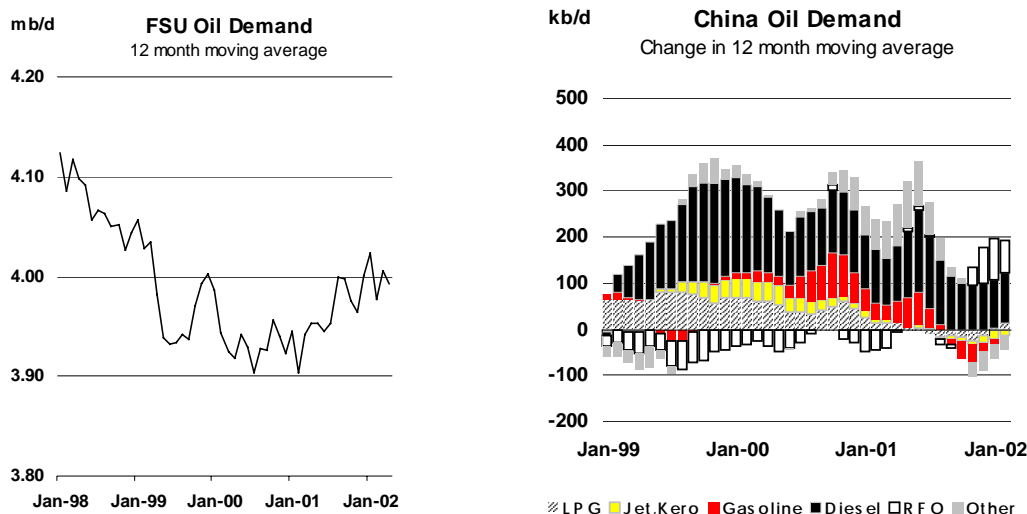 mb/d
FSU Oil Demand
12 month moving average
4.20
4.10
4.00
3.90
3.80
Jan-98 Jan-99 Jan-00 Jan-01 Jan-02
kb/d
China Oil Demand
Change in 12 month moving average
500
400
300
200
100
0
-100
-200
Jan-99 Jan-00 Jan-01 Jan-02
LPG Jet.Kero Gasoline Diesel RFO Other